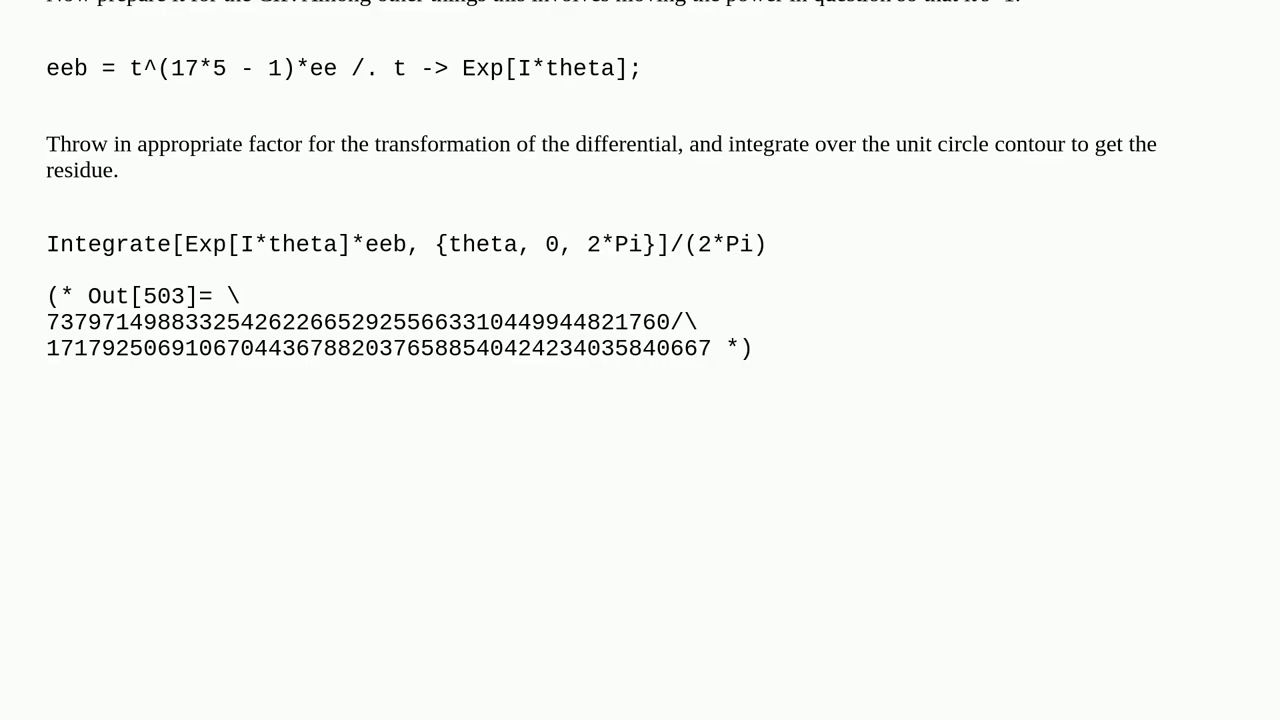 eeb = t^(17*5 - 1)*ee /. t -> Exp[I*theta];
Throw in appropriate factor for the transformation of the differential, and integrate over the unit circle contour to get the
residue.
Integrate[Exp[I*theta]*eeb, {theta, 0, 2*Pi}]/(2*Pi)
(* Out[503]= \
737971498833254262266529255663310449944821760/\
171792506910670443678820376588540424234035840667 *)